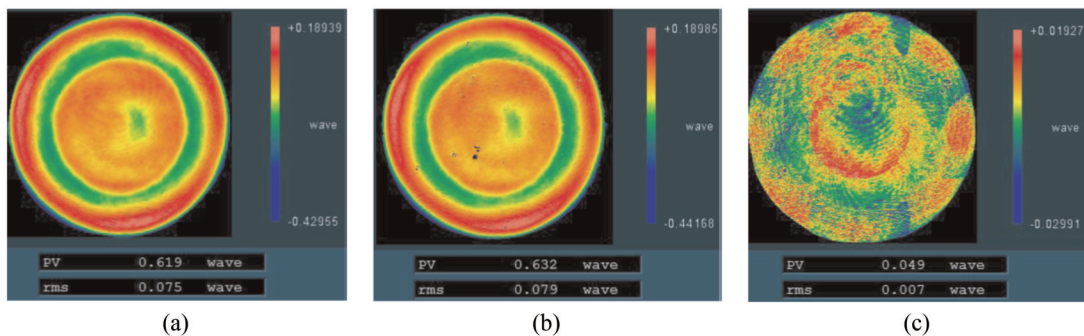 +0.18939
wave
-0.42955
PV 0.619 wave
rms 0.075 wave
(a)
+0.18985
wave
-0.44168
PV 0.632 wave
rms 0.079 wave
(b)
+0.01927
wave
-0.02991
PV 0.049 wave
rms 0.007 wave
(c)